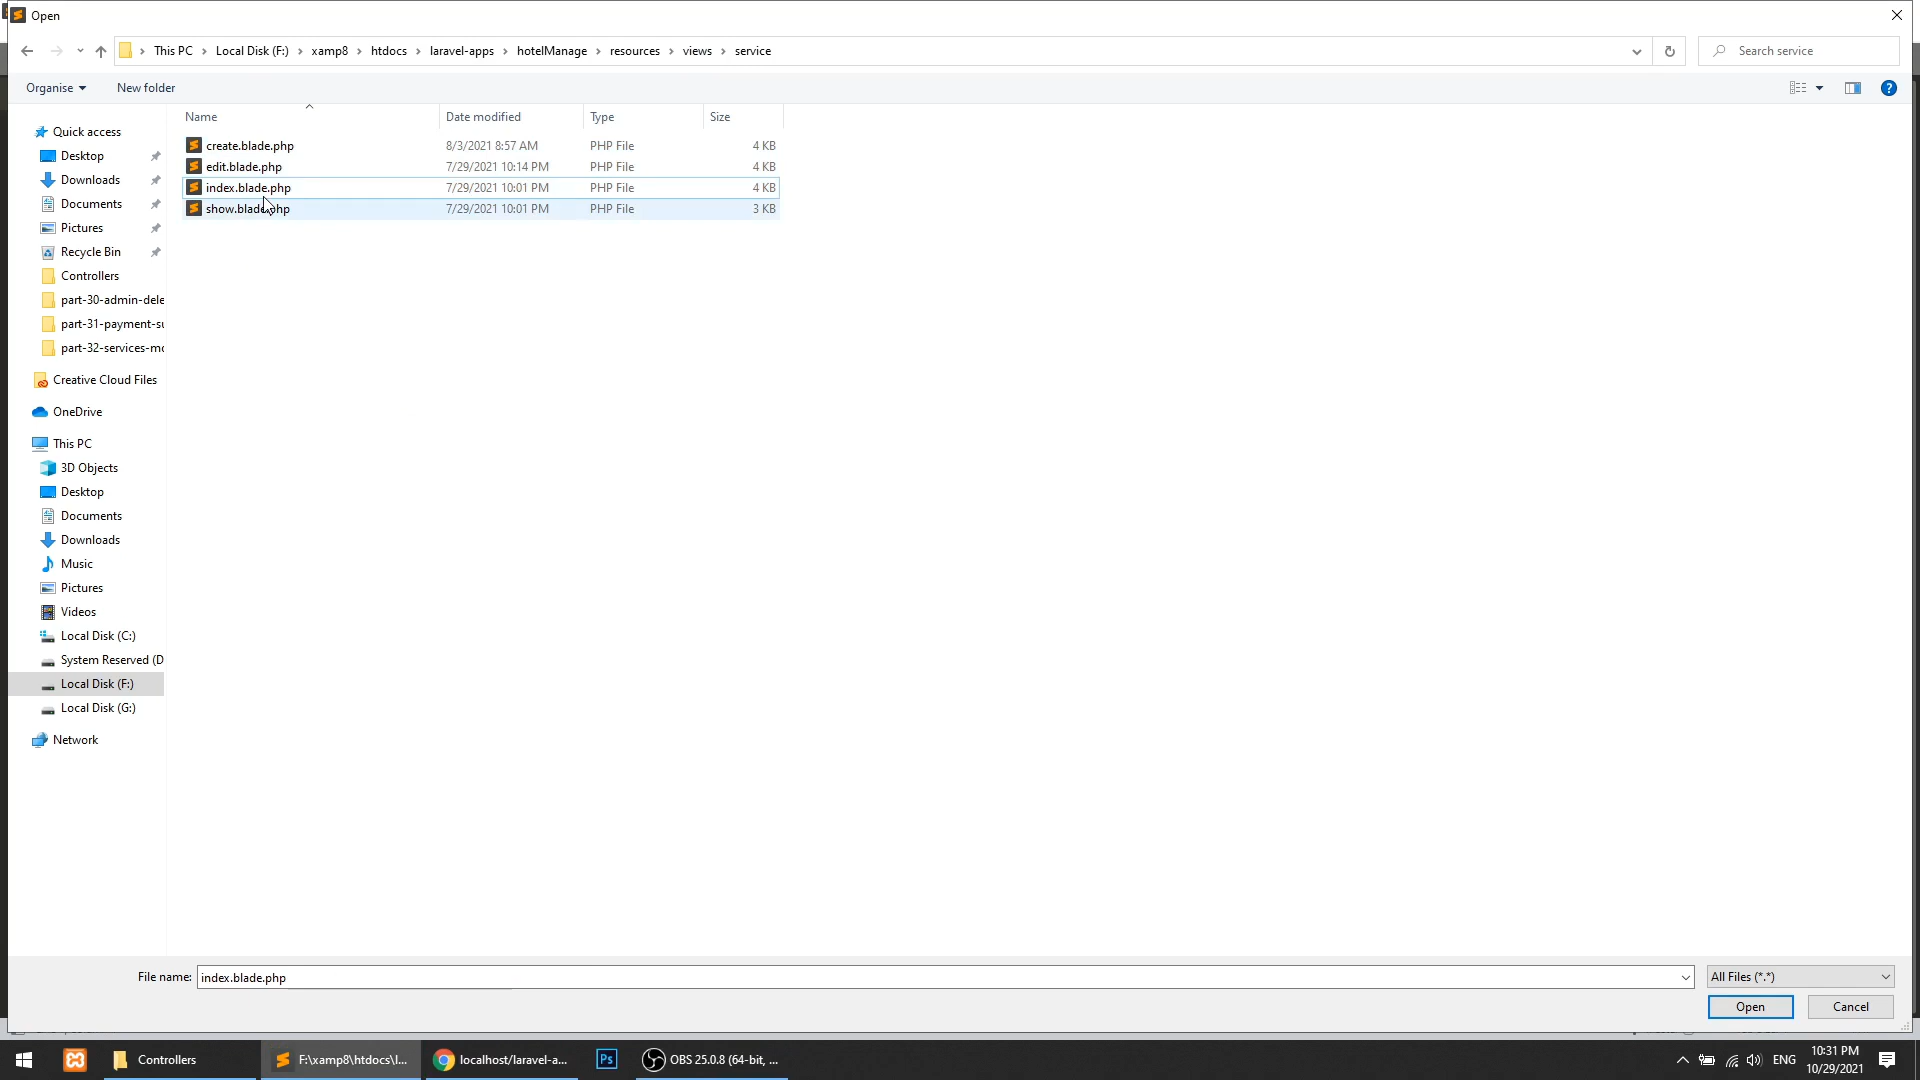 Open
This PC > Local Disk (F:) > xamp8 > htdocs > laravel-apps > hotelManage > resources > views > service
Search service
Organise
New folder
Name Date modified Type Size
create.blade.php 8/3/2021 8:57 AM PHP File 4 KB
edit.blade.php 7/29/2021 10:14 PM PHP File 4 KB
index.blade.php 7/29/2021 10:01 PM PHP File 4 KB
show.blade.php 7/29/2021 10:01 PM PHP File 3 KB
Quick access
Desktop
Downloads
Documents
Pictures
Recycle Bin
Controllers
part-30-admin-dele
part-31-payment-su
part-32-services-mo
Creative Cloud Files
OneDrive
This PC
3D Objects
Desktop
Documents
Downloads
Music
Pictures
Videos
Local Disk (C:)
System Reserved (D
Local Disk (F:)
Local Disk (G:)
Network
File name: index.blade.php All Files (*.*)
Open Cancel
Controllers
F:\xamp8\htdocs\l...
localhost/laravel-a...
Ps
OBS 25.0.8 (64-bit, ...
ENG
10:31 PM
10/29/2021